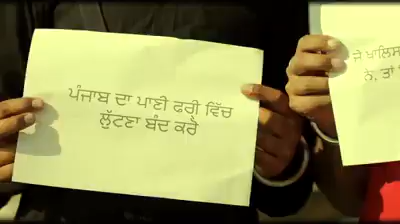 ਪੰਜਾਬ ਦਾ ਪਾਣੀ ਫਰੀ ਵਿੱਚ
ਲੁੱਟਣਾ ਬੰਦ ਕਰੋ
ਜੇ
ਨੇ, ਤਾਂ